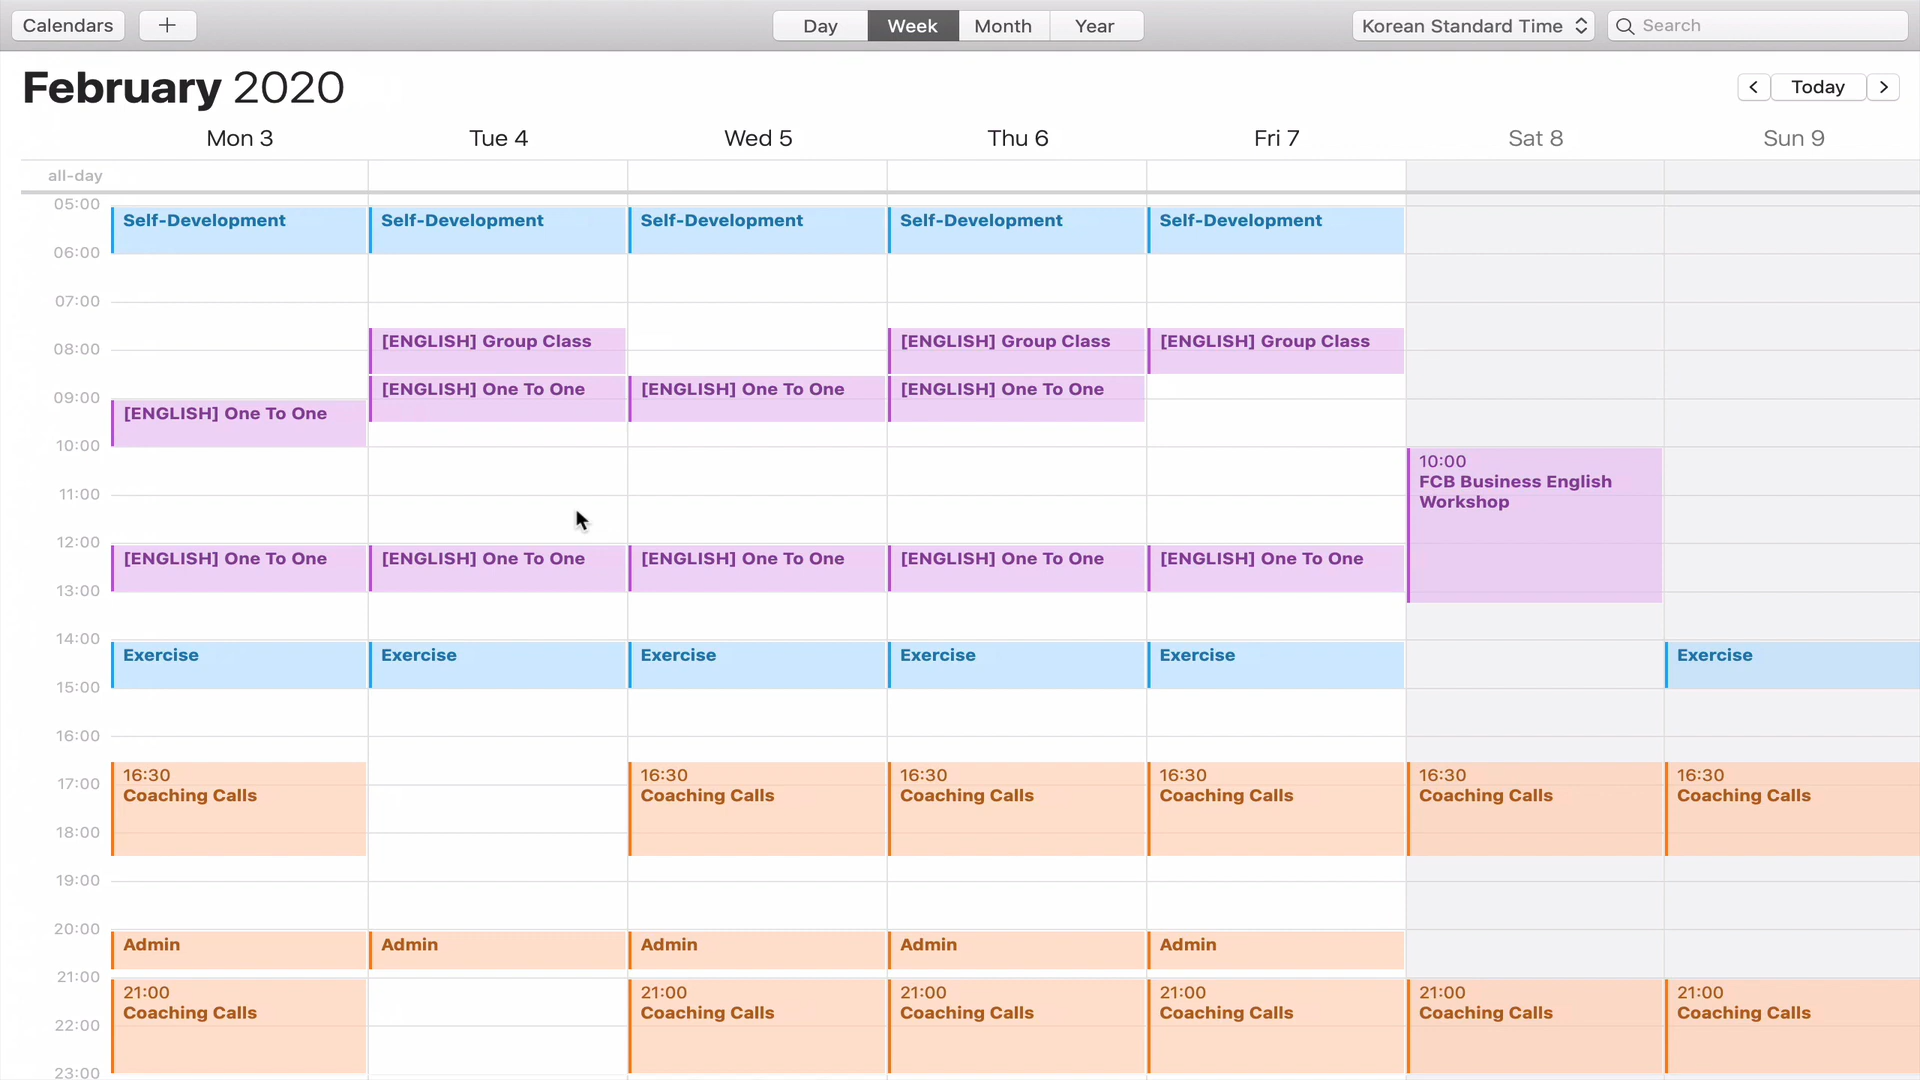 Calendars
+
Day
Week
Month
Year
Korean Standard Time
Search
February 2020
Today
Mon 3
Tue 4
Wed 5
Thu 6
Fri 7
Sat 8
Sun 9
all-day
05:00
Self-Development
Self-Development
Self-Development
Self-Development
Self-Development
06:00
07:00
[ENGLISH] Group Class
[ENGLISH] Group Class
[ENGLISH] Group Class
08:00
[ENGLISH] One To One
[ENGLISH] One To One
[ENGLISH] One To One
09:00
[ENGLISH] One To One
10:00
10:00
FCB Business English
Workshop
11:00
12:00
[ENGLISH] One To One
[ENGLISH] One To One
[ENGLISH] One To One
[ENGLISH] One To One
[ENGLISH] One To One
13:00
14:00
Exercise
Exercise
Exercise
Exercise
Exercise
Exercise
15:00
16:00
16:30
Coaching Calls
16:30
Coaching Calls
16:30
Coaching Calls
16:30
Coaching Calls
16:30
Coaching Calls
16:30
Coaching Calls
17:00
18:00
19:00
20:00
Admin
Admin
Admin
Admin
Admin
21:00
21:00
Coaching Calls
21:00
Coaching Calls
21:00
Coaching Calls
21:00
Coaching Calls
21:00
Coaching Calls
21:00
Coaching Calls
22:00
23:00